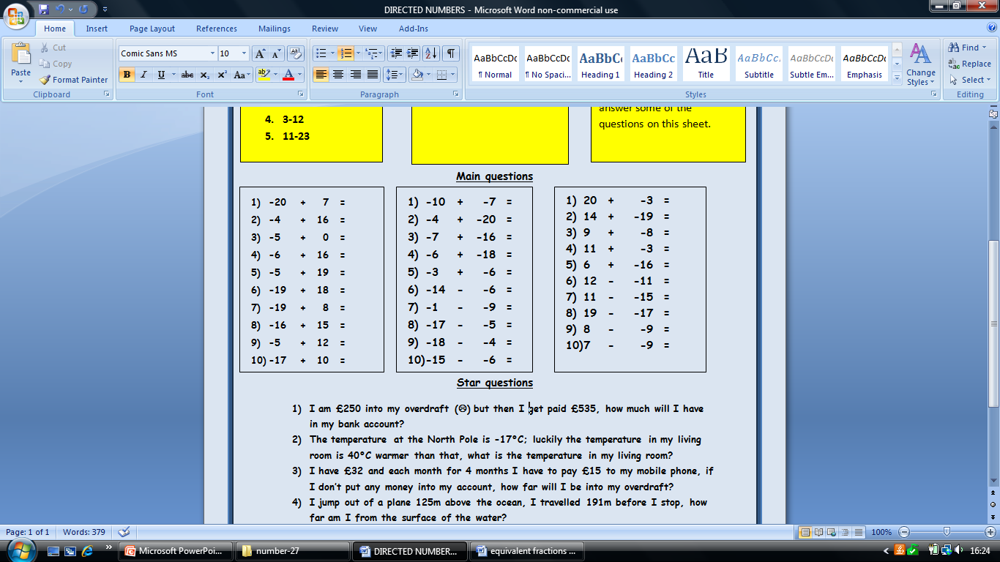 DIRECTED NUMBERS - Microsoft Word non-commercial use
Home Insert Page Layout References Mailings Review View Add-Ins
Paste
Cut
Copy
Format Painter
Clipboard
Comic Sans MS 10
B I U abc x₂ x² Aa
Font
Paragraph
AaBbCcDc AaBbCcDc AaBbC AaBbCc AaB AaBbCc. AaBbCcDc AaBbCcDc
¶ Normal ¶ No Spaci... Heading 1 Heading 2 Title Subtitle Subtle Em... Emphasis
Change Styles
Styles
Find
Replace
Select
Editing
4. 3-12
5. 11-23
answer some of the
questions on this sheet.
Main questions
1) -20 + 7 =
2) -4 + 16 =
3) -5 + 0 =
4) -6 + 16 =
5) -5 + 19 =
6) -19 + 18 =
7) -19 + 8 =
8) -16 + 15 =
9) -5 + 12 =
10) -17 + 10 =
1) -10 + -7 =
2) -4 + -20 =
3) -7 + -16 =
4) -6 + -18 =
5) -3 + -6 =
6) -14 - -6 =
7) -1 - -9 =
8) -17 - -5 =
9) -18 - -4 =
10)-15 - -6 =
1) 20 + -3 =
2) 14 + -19 =
3) 9 + -8 =
4) 11 + -3 =
5) 6 + -16 =
6) 12 - -11 =
7) 11 - -15 =
8) 19 - -17 =
9) 8 - -9 =
10)7 - -9 =
Star questions
1) I am £250 into my overdraft (☹) but then I get paid £535, how much will I have
in my bank account?
2) The temperature at the North Pole is -17°C; luckily the temperature in my living
room is 40°C warmer than that, what is the temperature in my living room?
3) I have £32 and each month for 4 months I have to pay £15 to my mobile phone, if
I don't put any money into my account, how far will I be into my overdraft?
4) I jump out of a plane 125m above the ocean, I travelled 191m before I stop, how
far am I from the surface of the water?
Page: 1 of 1 Words: 379 100%
Microsoft PowerPoi... number-27 DIRECTED NUMBER... equivalent fractions ... 16:24